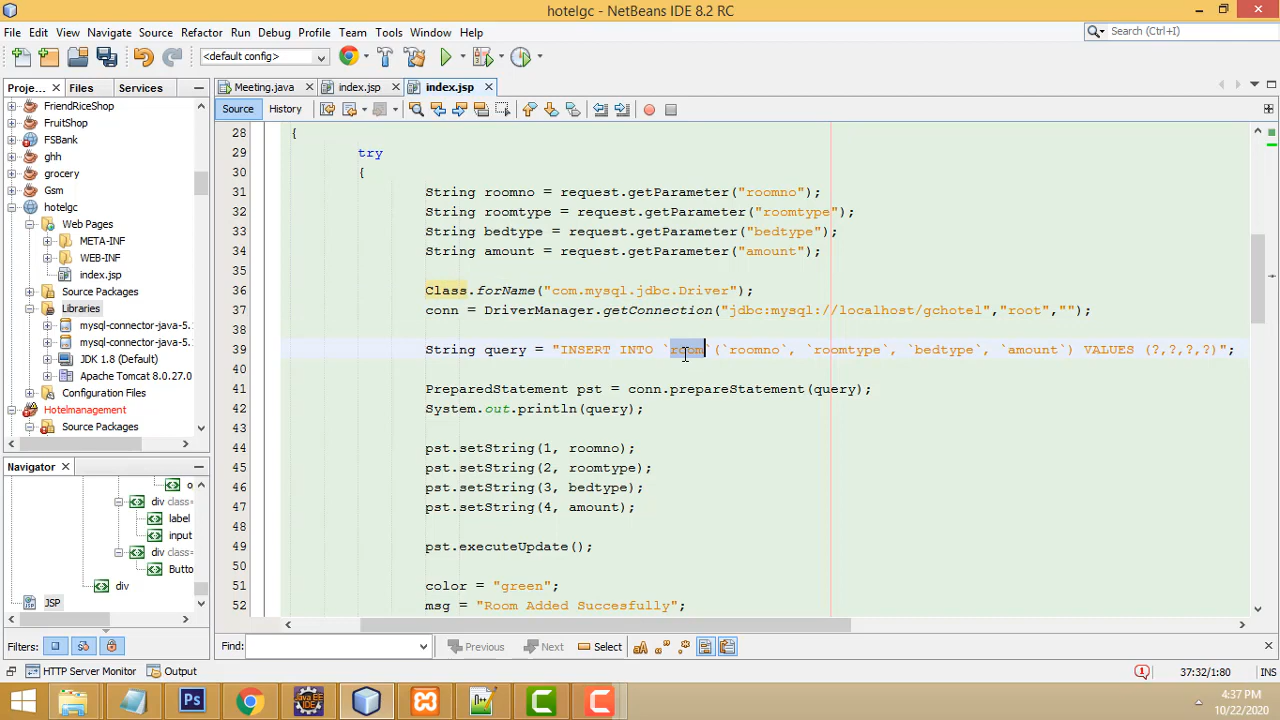 hotelgc - NetBeans IDE 8.2 RC
File Edit View Navigate Source Refactor Run Debug Profile Team Tools Window Help
Search (Ctrl+I)
<default config>
Proje... Files Services
Meeting.java index.jsp index.jsp
Source History
FriendRiceShop
FruitShop
FSBank
ghh
grocery
Gsm
hotelgc
Web Pages
META-INF
WEB-INF
index.jsp
Source Packages
Libraries
mysql-connector-java-5.
mysql-connector-java-5.
JDK 1.8 (Default)
Apache Tomcat 8.0.27.0
Configuration Files
Hotelmanagement
Source Packages
28 {
29 try
30 {
31 String roomno = request.getParameter("roomno");
32 String roomtype = request.getParameter("roomtype");
33 String bedtype = request.getParameter("bedtype");
34 String amount = request.getParameter("amount");
35
36 Class.forName("com.mysql.jdbc.Driver");
37 conn = DriverManager.getConnection("jdbc:mysql://localhost/gchotel","root","");
38
39 String query = "INSERT INTO `room`(`roomno`, `roomtype`, `bedtype`, `amount`) VALUES (?,?,?,?)";
40
41 PreparedStatement pst = conn.prepareStatement(query);
42 System.out.println(query);
43
44 pst.setString(1, roomno);
45 pst.setString(2, roomtype);
46 pst.setString(3, bedtype);
47 pst.setString(4, amount);
48
49 pst.executeUpdate();
50
51 color = "green";
52 msg = "Room Added Succesfully";
Navigator
o
div class=
label
input
div class=
Button
div
JSP
Filters:
Find: Previous Next Select
HTTP Server Monitor Output
1
37:32/1:80 INS
Java EE
IDE
Ps
4:37 PM
10/22/2020